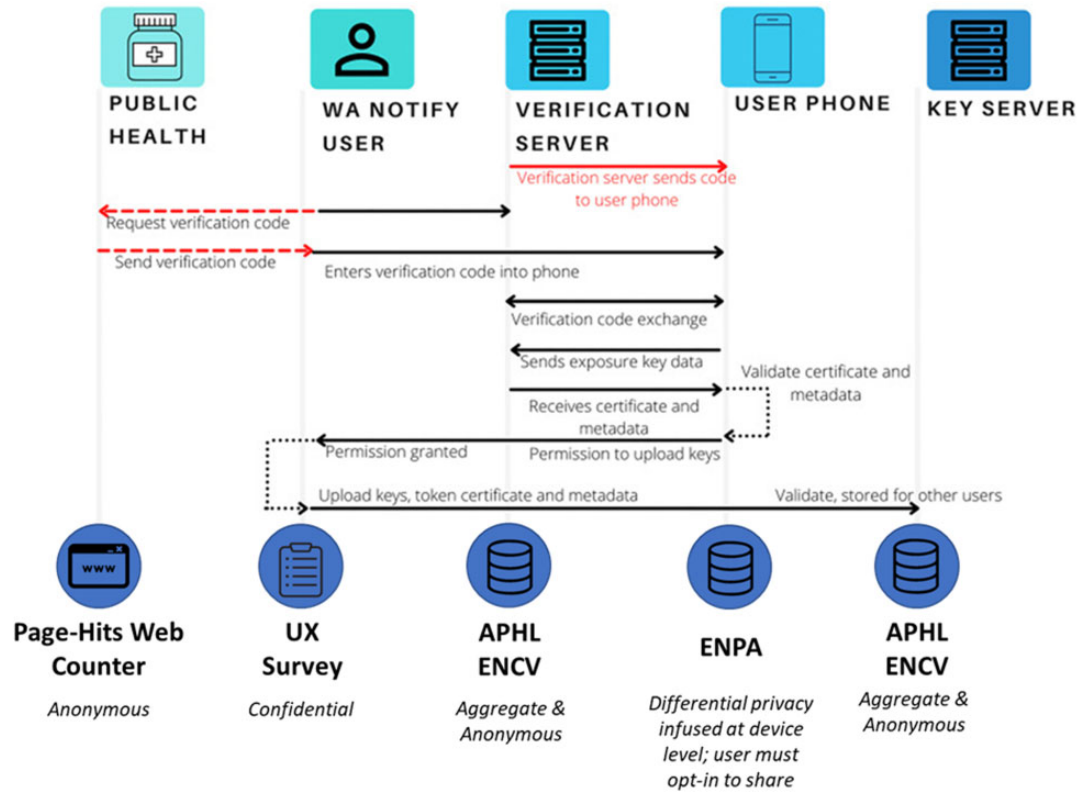 PUBLIC
HEALTH
WA NOTIFY
USER
VERIFICATION
SERVER
USER PHONE
KEY SERVER
Verification server sends code
to user phone
Request verification code
Send verification code
Enters verification code into phone
Verification code exchange
Sends exposure key data
Validate certificate and
metadata
Receives certificate and
metadata
Permission granted
Permission to upload keys
Upload keys, token certificate and metadata
Validate, stored for other users
www
Page-Hits Web
Counter
Anonymous
UX
Survey
Confidential
APHL
ENCV
Aggregate &
Anonymous
ENPA
Differential privacy
infused at device
level; user must
opt-in to share
APHL
ENCV
Aggregate &
Anonymous